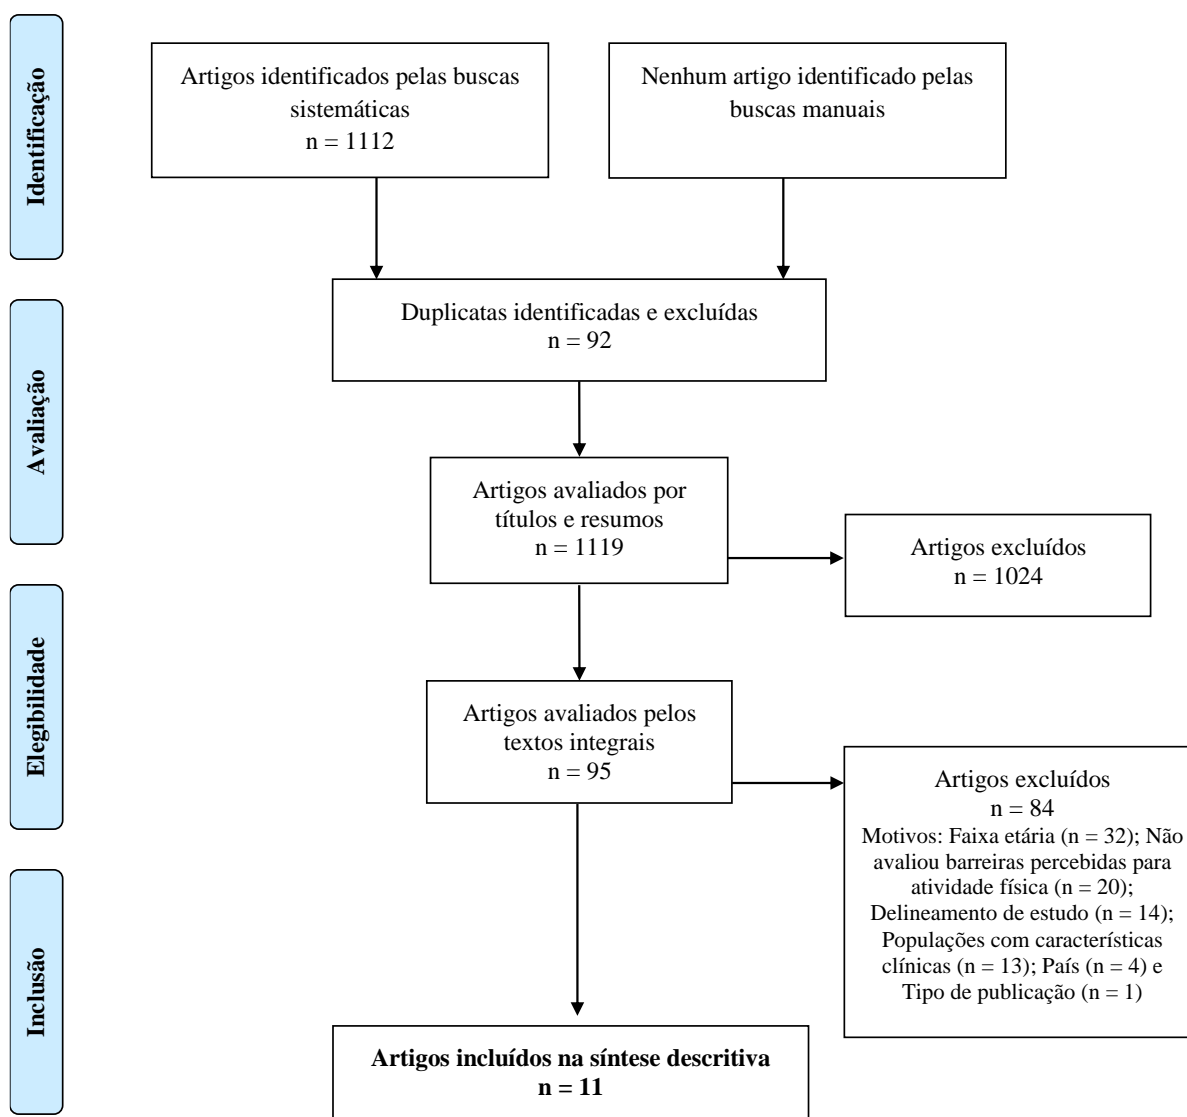 Identificação
Artigos identificados pelas buscas
sistemáticas
n = 1112
Nenhum artigo identificado pelas
buscas manuais
Duplicatas identificadas e excluídas
n = 92
Avaliação
Artigos avaliados por
títulos e resumos
n = 1119
Artigos excluídos
n = 1024
Elegibilidade
Artigos avaliados pelos
textos integrais
n = 95
Artigos excluídos
n = 84
Motivos: Faixa etária (n = 32); Não
avaliou barreiras percebidas para
atividade física (n = 20);
Delineamento de estudo (n = 14);
Populações com características
clínicas (n = 13); País (n = 4) e
Tipo de publicação (n = 1)
Inclusão
Artigos incluídos na síntese descritiva
n = 11